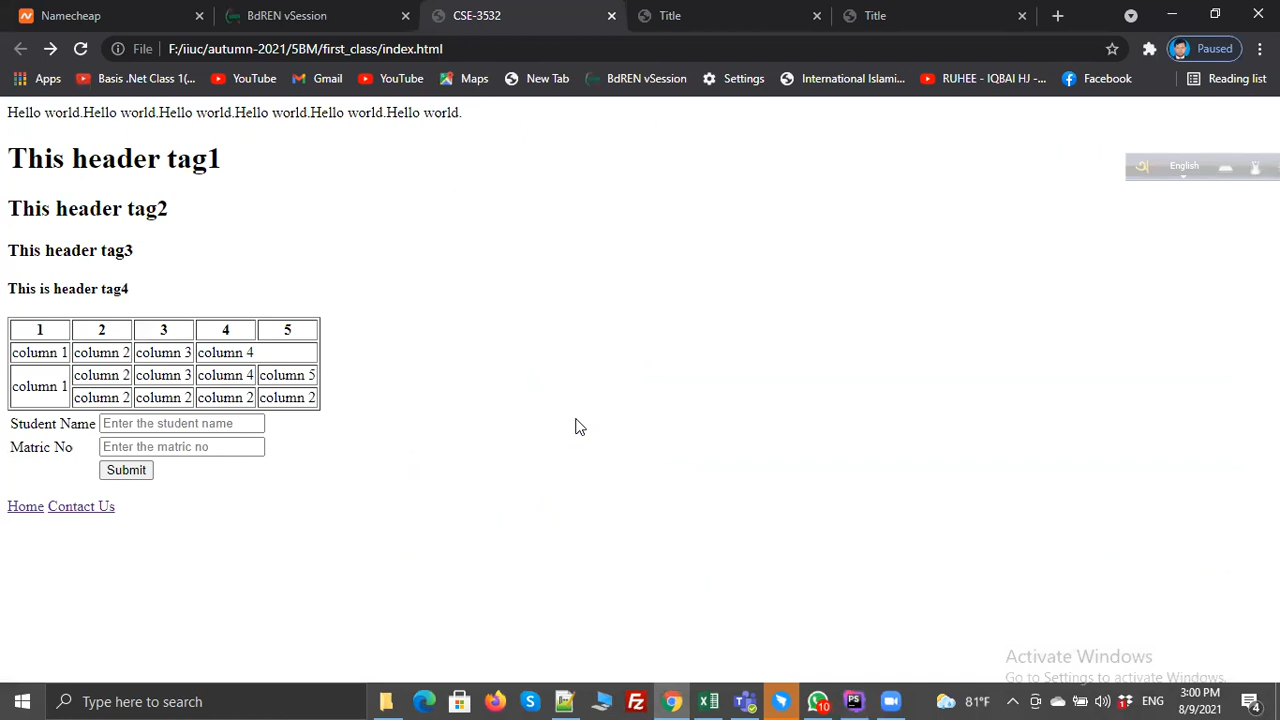 Namecheap BdREN vSession CSE-3532 Title Title
File F:/iiuc/autumn-2021/5BM/first_class/index.html Paused
Apps Basis .Net Class 1(... YouTube Gmail YouTube Maps New Tab BdREN vSession Settings International Islami... RUHEE - IQBAl HJ -... Facebook Reading list
Hello world.Hello world.Hello world.Hello world.Hello world.Hello world.
This header tag1
English
This header tag2
This header tag3
This is header tag4
1 2 3 4 5
column 1 column 2 column 3 column 4
column 1 column 2 column 3 column 4 column 5
column 2 column 2 column 2 column 2
Student Name Enter the student name
Matric No Enter the matric no
Submit
Home Contact Us
Activate Windows
Go to Settings to activate Windows.
Type here to search 10 81°F ENG 3:00 PM
8/9/2021 4